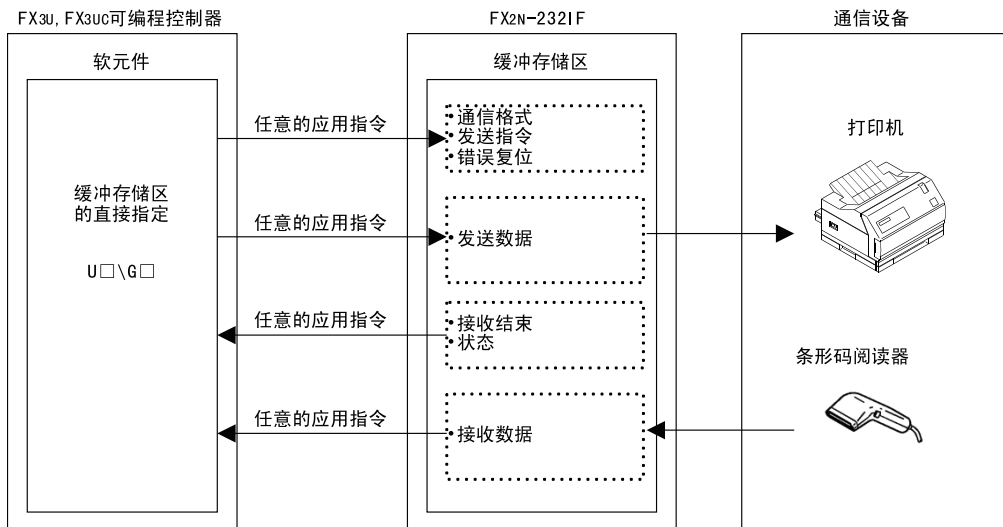 FX3U, FX3UC可编程控制器
FX2N-232IF
通信设备
软元件
缓冲存储区
任意的应用指令
•通信格式
•发送指令
•错误复位
打印机
缓冲存储区
的直接指定
U□\G□
任意的应用指令
•发送数据
任意的应用指令
•接收结束
•状态
条形码阅读器
任意的应用指令
•接收数据